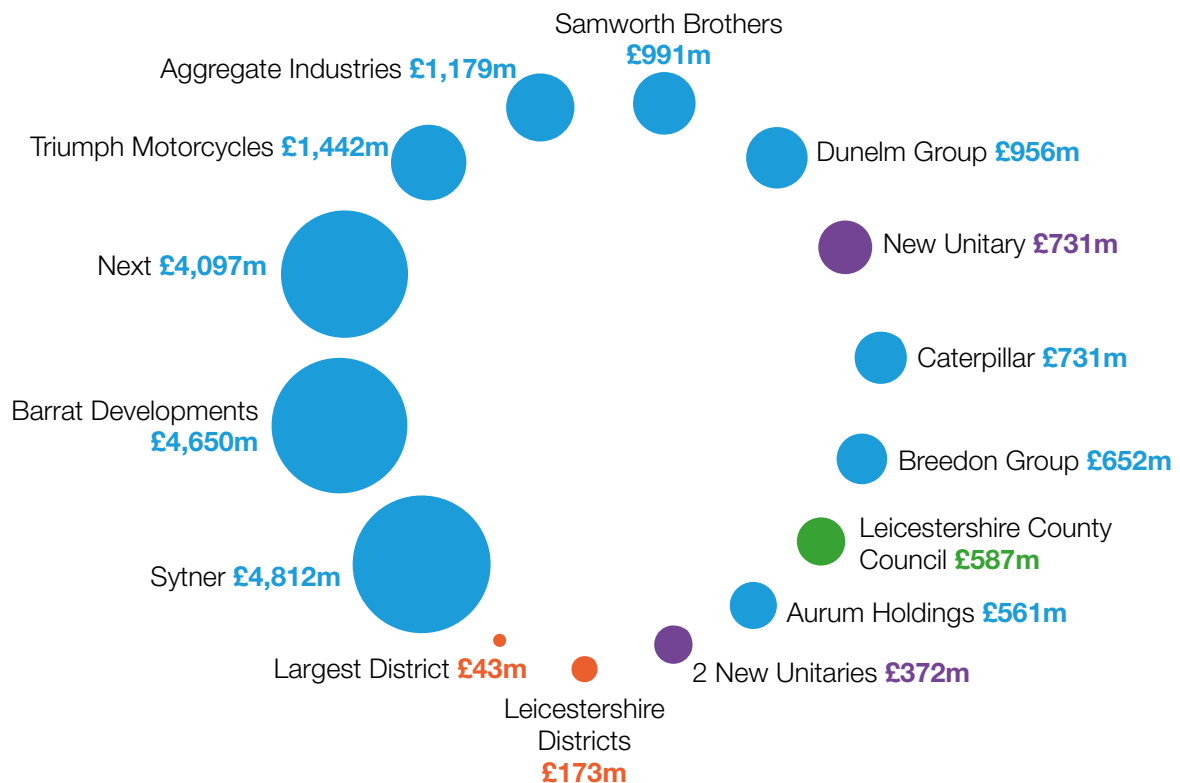 Samworth Brothers
£991m
Aggregate Industries £1,179m
Triumph Motorcycles £1,442m
Dunelm Group £956m
New Unitary £731m
Next £4,097m
Caterpillar £731m
Barrat Developments
£4,650m
Breedon Group £652m
Leicestershire County
Council £587m
Sytner £4,812m
Aurum Holdings £561m
Largest District £43m
2 New Unitaries £372m
Leicestershire
Districts
£173m